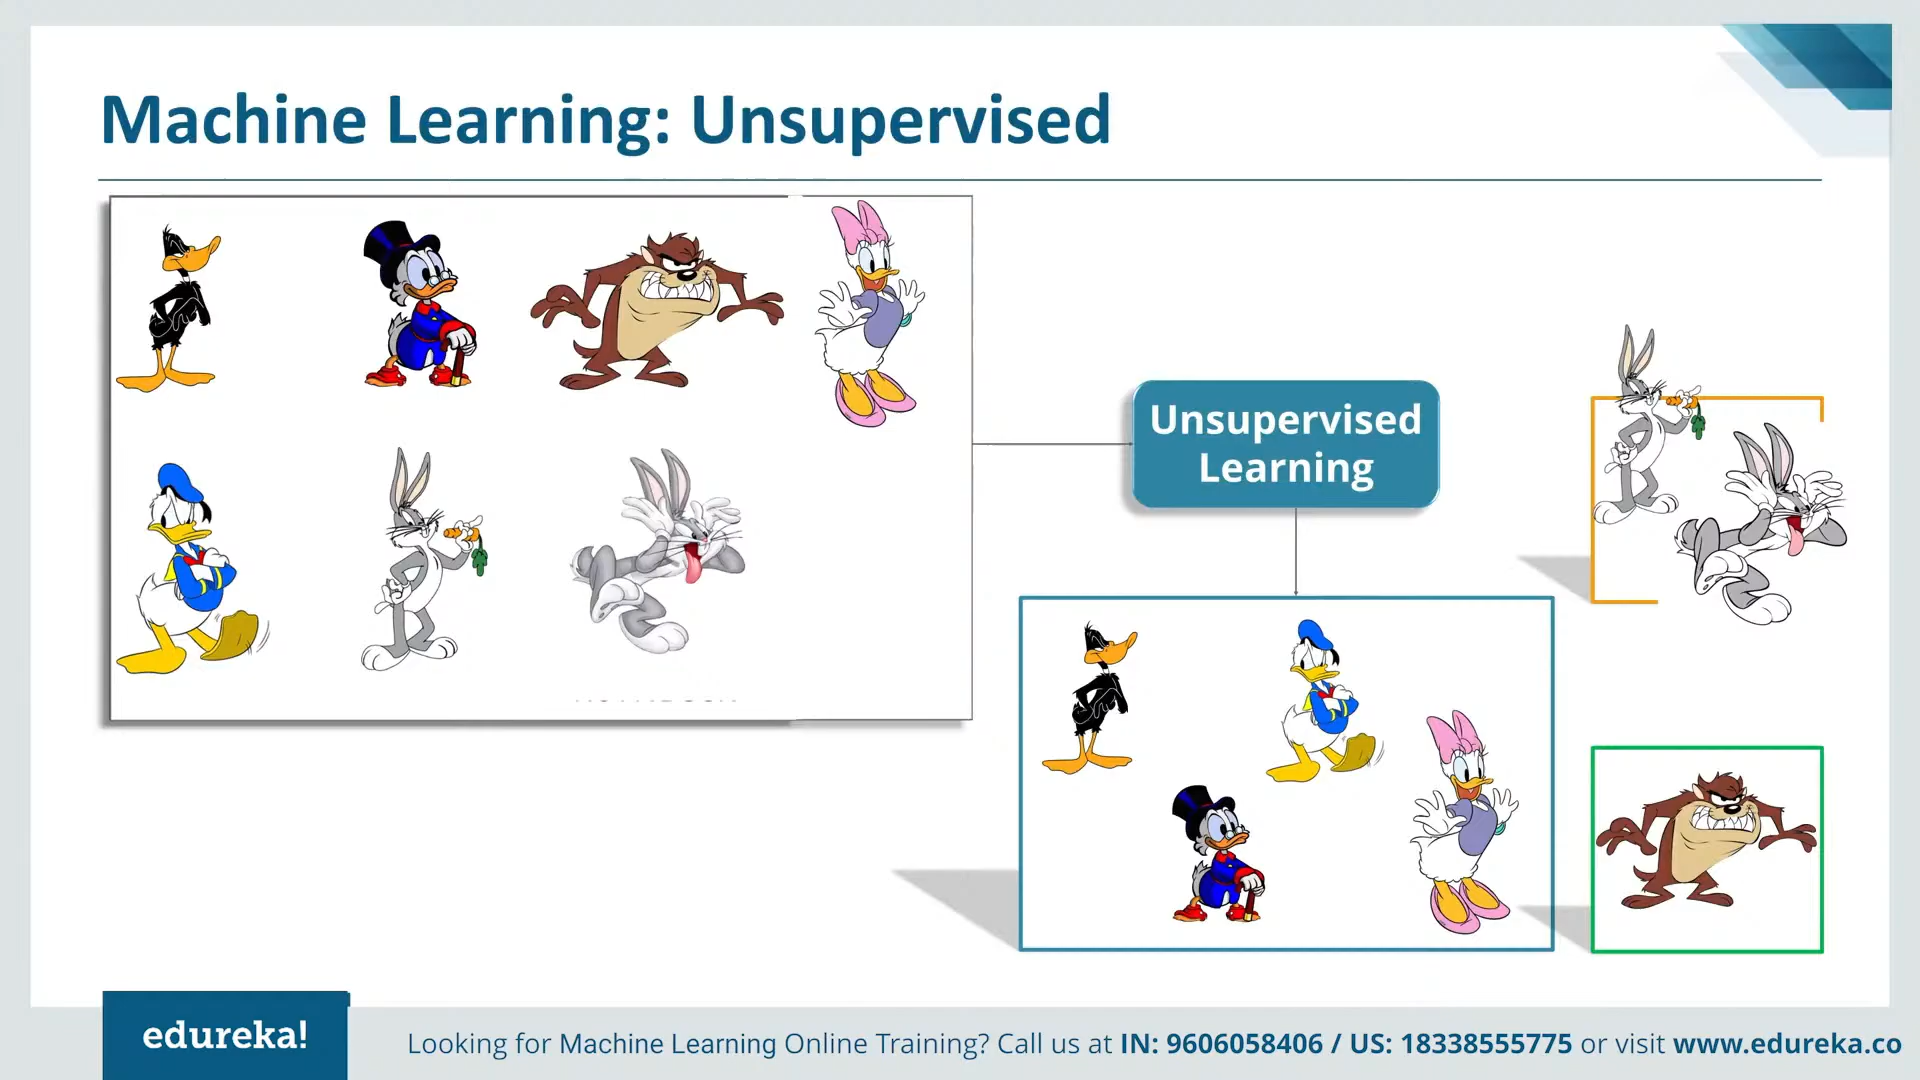 Machine Learning: Unsupervised
Unsupervised
Learning
edureka!
Looking for Machine Learning Online Training? Call us at IN: 9606058406 / US: 18338555775 or visit www.edureka.co